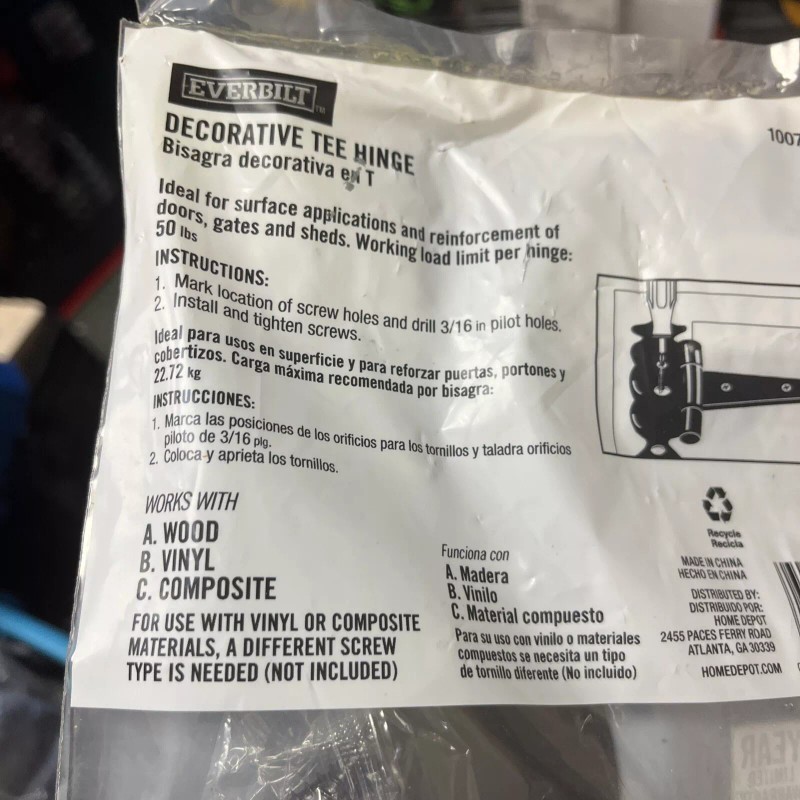 EVERBILT™
DECORATIVE TEE HINGE
Bisagra decorativa en T
1007
Ideal for surface applications and reinforcement of
doors, gates and sheds. Working load limit per hinge:
50 lbs
INSTRUCTIONS:
1. Mark location of screw holes and drill 3/16 in pilot holes.
2. Install and tighten screws.
Ideal para usos en superficie y para reforzar puertas, portones y
cobertizos. Carga máxima recomendada por bisagra:
22.72 kg
INSTRUCCIONES:
1. Marca las posiciones de los orificios para los tornillos y taladra orificios
piloto de 3/16 plg.
2. Coloca y aprieta los tornillos.
WORKS WITH
A. WOOD
B. VINYL
C. COMPOSITE
FOR USE WITH VINYL OR COMPOSITE
MATERIALS, A DIFFERENT SCREW
TYPE IS NEEDED (NOT INCLUDED)
Funciona con
A. Madera
B. Vinilo
C. Material compuesto
Para su uso con vinilo o materiales
compuestos se necesita un tipo
de tornillo diferente (No incluido)
Recycle
Recicla
MADE IN CHINA
HECHO EN CHINA
DISTRIBUTED BY:
DISTRIBUIDO POR:
HOME DEPOT
2455 PACES FERRY ROAD
ATLANTA, GA 30339
HOMEDEPOT.COM
YEAR
LIMITED
WARRANTY